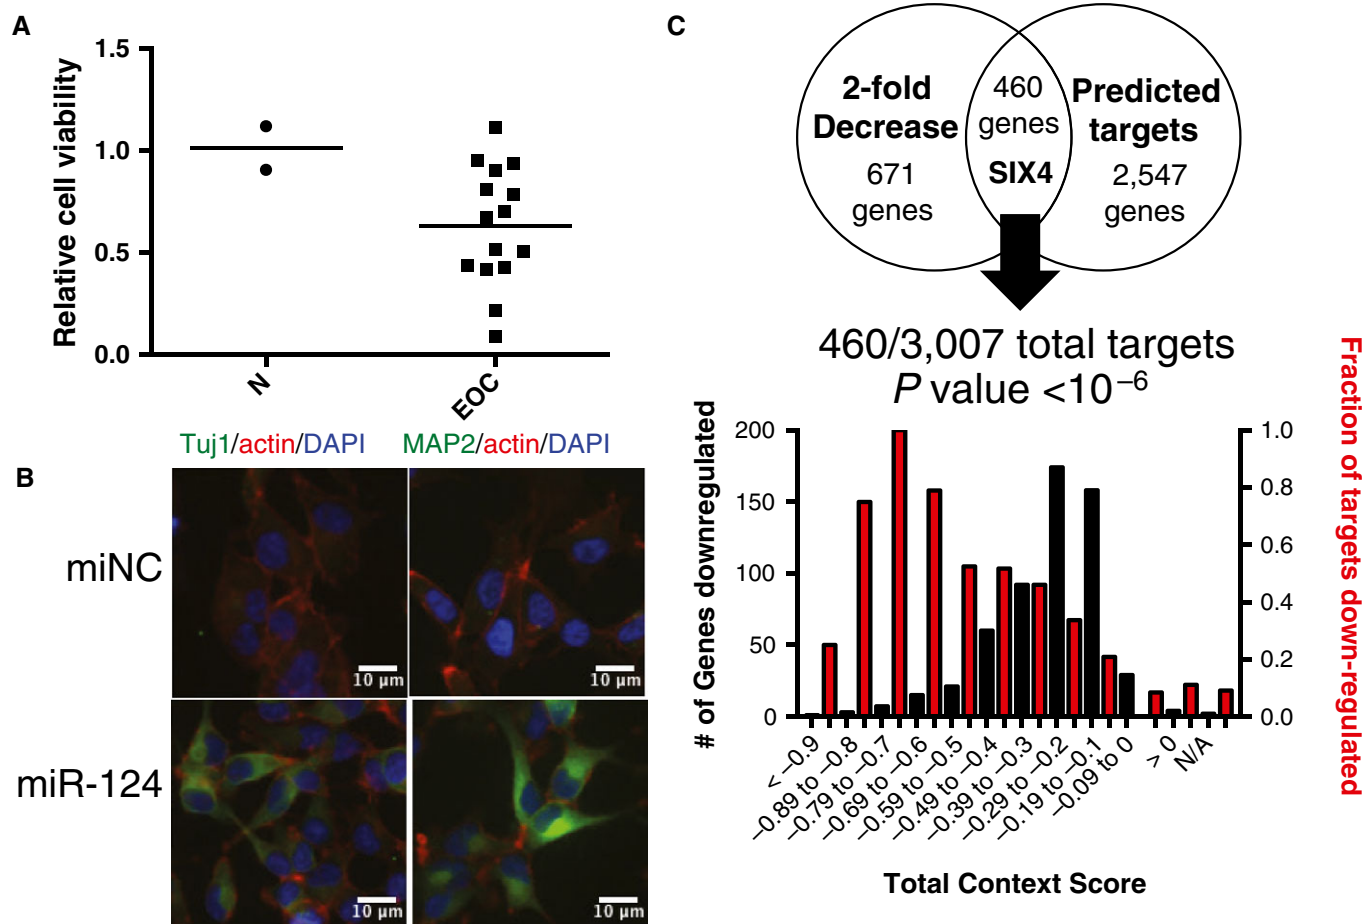 A
1.5
1.0
0.5
0.0
Relative cell viability
N
EOC
B
Tuj1/actin/DAPI
MAP2/actin/DAPI
miNC
10 µm
10 µm
miR-124
10 µm
10 µm
C
2-fold
Decrease
671
genes
460
genes
SIX4
Predicted
targets
2,547
genes
460/3,007 total targets
P value <10⁻⁶
# of Genes downregulated
200
150
100
50
0
1.0
0.8
0.6
0.4
0.2
0.0
Fraction of targets down-regulated
< −0.9
−0.89 to −0.8
−0.79 to −0.7
−0.69 to −0.6
−0.59 to −0.5
−0.49 to −0.4
−0.39 to −0.3
−0.29 to −0.2
−0.19 to −0.1
−0.09 to 0
> 0
N/A
Total Context Score